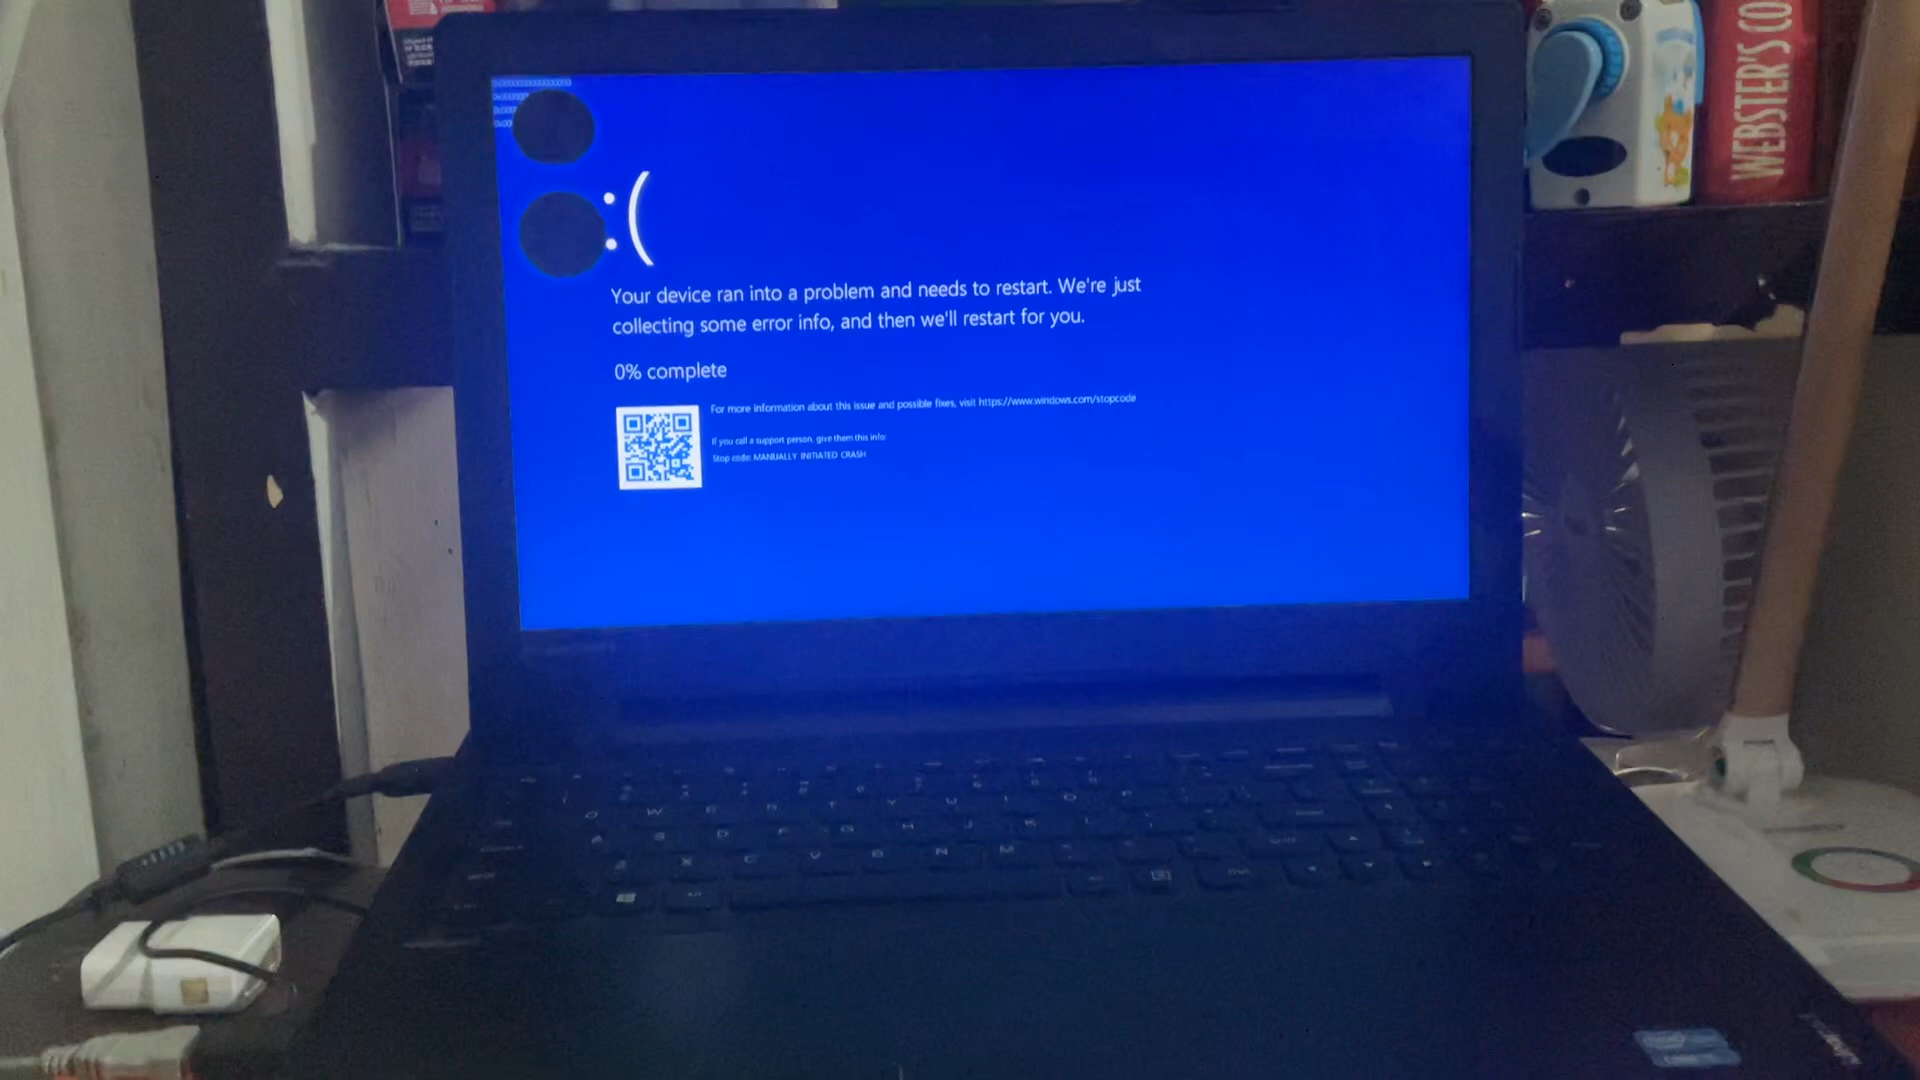 :(
Your device ran into a problem and needs to restart. We're just
collecting some error info, and then we'll restart for you.
0% complete
For more information about this issue and possible fixes, visit https://www.windows.com/stopcode
If you call a support person, give them this info:
Stop code: MANUALLY INITIATED CRASH
WEBSTER'S CO
W E R T Y U I O P
A S D F G H J K L
Z X C V B N M